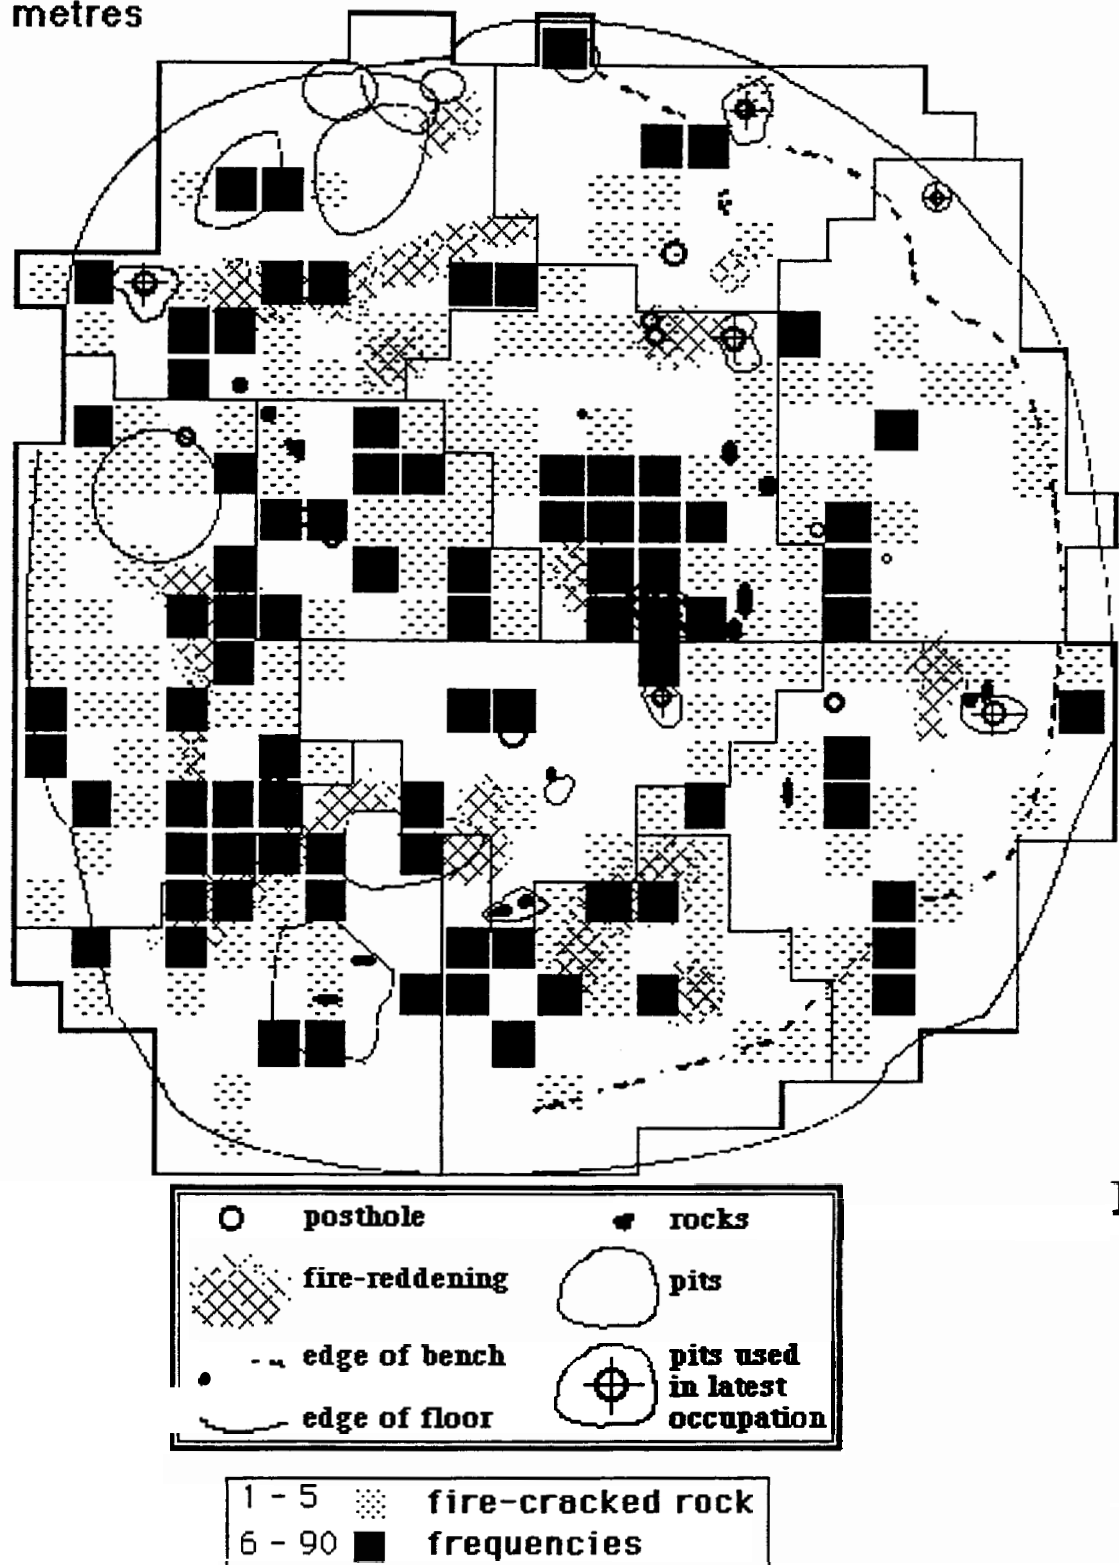 metres
posthole
rocks
fire-reddening
pits
edge of bench
pits used
in latest
occupation
edge of floor
1 - 5 fire-cracked rock
6 - 90 frequencies